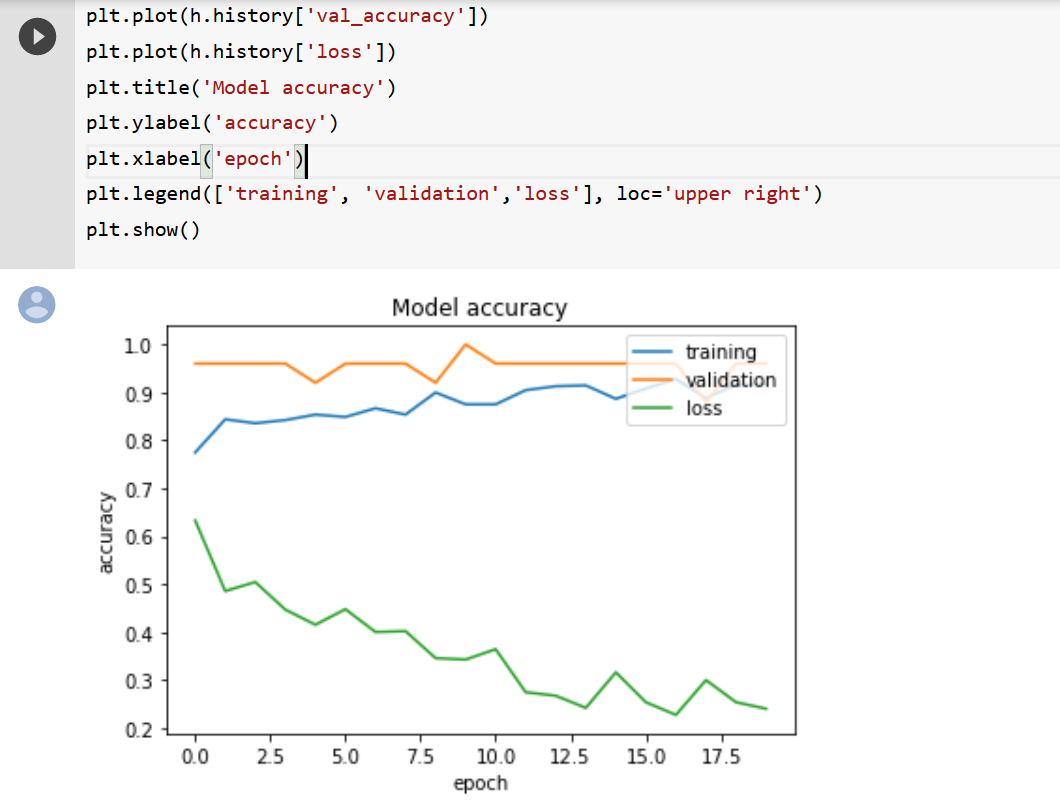 plt.plot(h.history['val_accuracy'])
plt.plot(h.history['loss'])
plt.title('Model accuracy')
plt.ylabel('accuracy')
plt.xlabel('epoch')
plt.legend(['training', 'validation','loss'], loc='upper right')
plt.show()
Model accuracy
training
validation
loss
1.0
0.9
0.8
0.7
0.6
0.5
0.4
0.3
0.2
accuracy
0.0 2.5 5.0 7.5 10.0 12.5 15.0 17.5
epoch